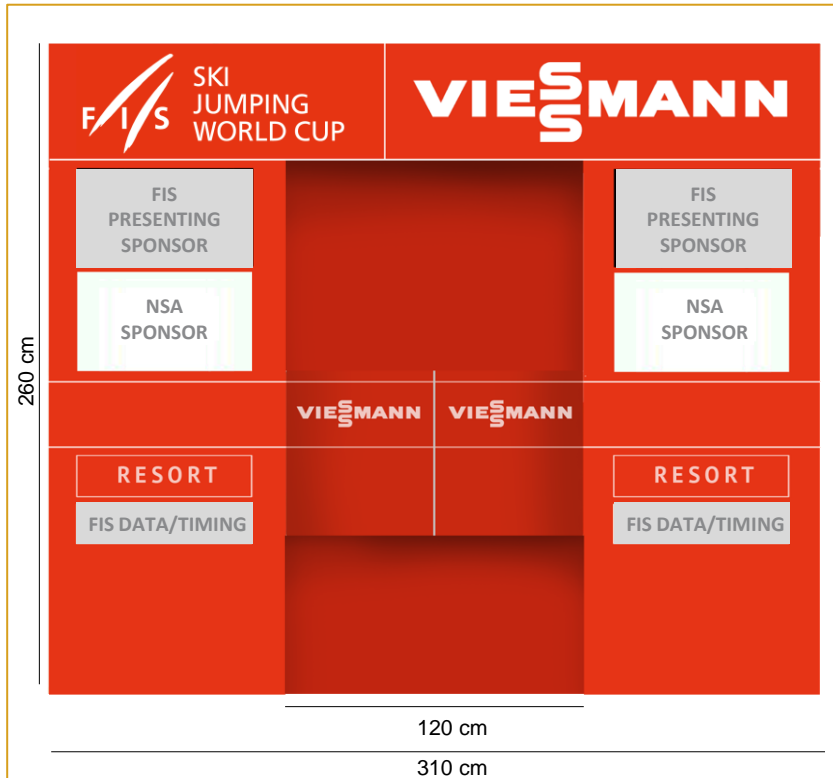 FIS
SKI
JUMPING
WORLD CUP
VIESSMANN
FIS
PRESENTING
SPONSOR
FIS
PRESENTING
SPONSOR
NSA
SPONSOR
NSA
SPONSOR
260 cm
VIESSMANN
VIESSMANN
RESORT
RESORT
FIS DATA/TIMING
FIS DATA/TIMING
120 cm
310 cm